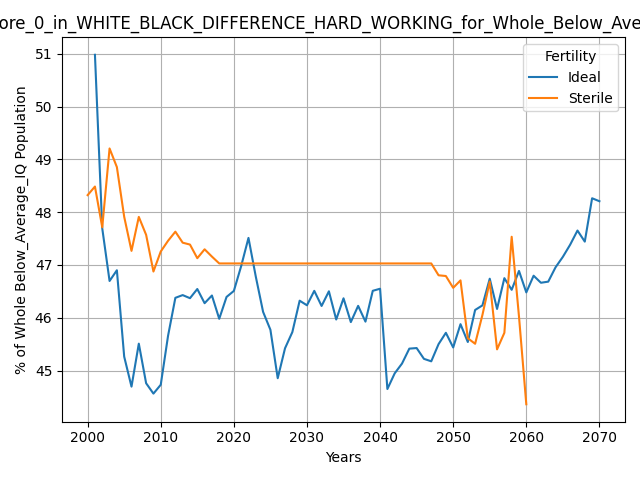 ore_0_in_WHITE_BLACK_DIFFERENCE_HARD_WORKING_for_Whole_Below_Ave
% of Whole Below_Average_IQ Population
51
50
49
48
47
46
45
Fertility
Ideal
Sterile
2000 2010 2020 2030 2040 2050 2060 2070
Years